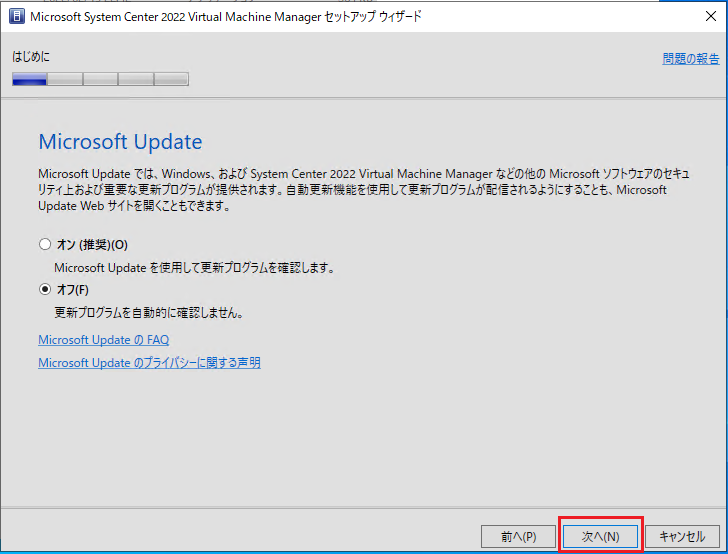 Microsoft System Center 2022 Virtual Machine Manager セットアップ ウィザード
はじめに
問題の報告
Microsoft Update
Microsoft Update では、Windows、および System Center 2022 Virtual Machine Manager などの他の Microsoft ソフトウェアのセキュ
リティ上および重要な更新プログラムが提供されます。自動更新機能を使用して更新プログラムが配信されるようにすることも、Microsoft
Update Web サイトを開くこともできます。
オン (推奨)(O)
Microsoft Update を使用して更新プログラムを確認します。
オフ(F)
更新プログラムを自動的に確認しません。
Microsoft Update の FAQ
Microsoft Update のプライバシーに関する声明
前へ(P)
次へ(N)
キャンセル